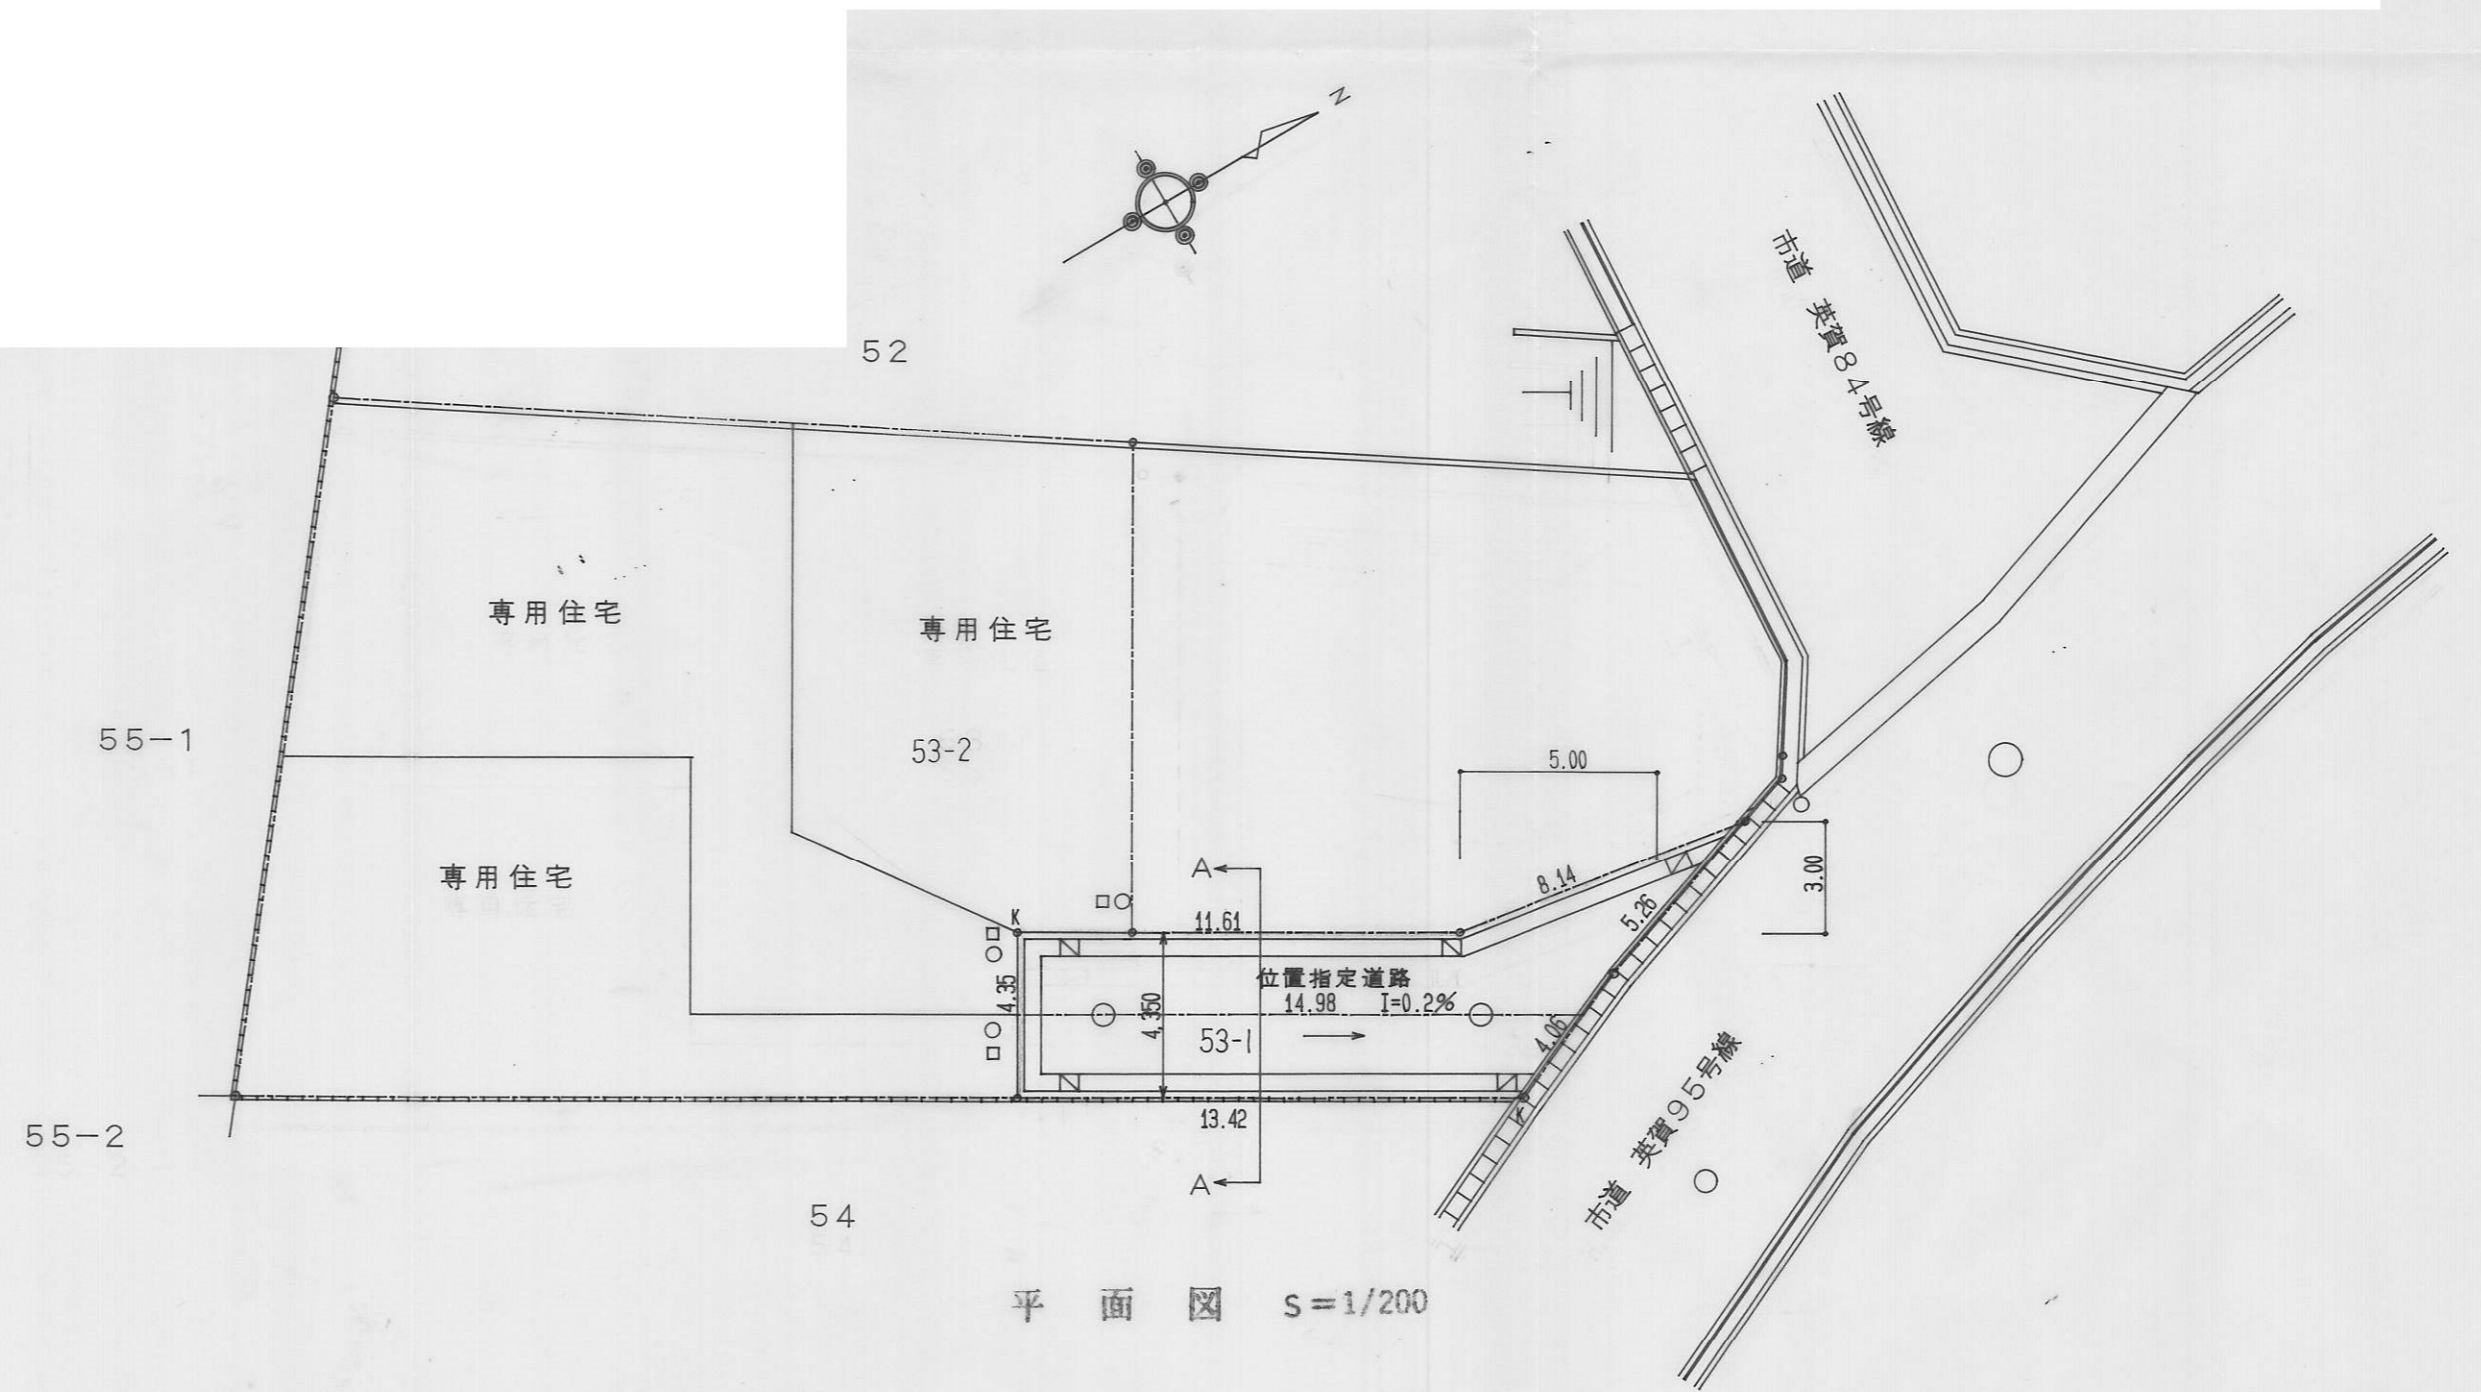 N
52
市道 英賀84号線
専用住宅
専用住宅
55-1
53-2
5.00
専用住宅
A
8.14
3.00
K
11.61
5.26
位置指定道路
4.35
4,350
14.98 I=0.2%
53-1
4.06
13.42
市道 英賀95号線
55-2
A
54
平面図 S=1/200